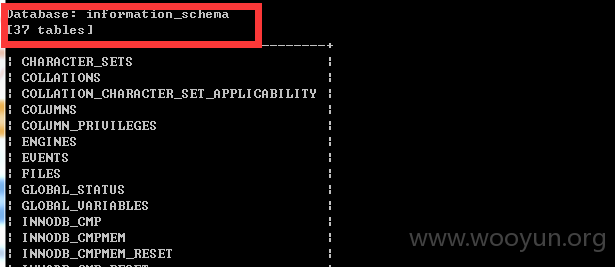 Database: information_schema
[37 tables]
---------+
¦ CHARACTER_SETS ¦
¦ COLLATIONS ¦
¦ COLLATION_CHARACTER_SET_APPLICABILITY ¦
¦ COLUMNS ¦
¦ COLUMN_PRIVILEGES ¦
¦ ENGINES ¦
¦ EVENTS ¦
¦ FILES ¦
¦ GLOBAL_STATUS ¦
¦ GLOBAL_VARIABLES ¦
¦ INNODB_CMP ¦
¦ INNODB_CMPMEM ¦
¦ INNODB_CMPMEM_RESET ¦
www.wooyun.org